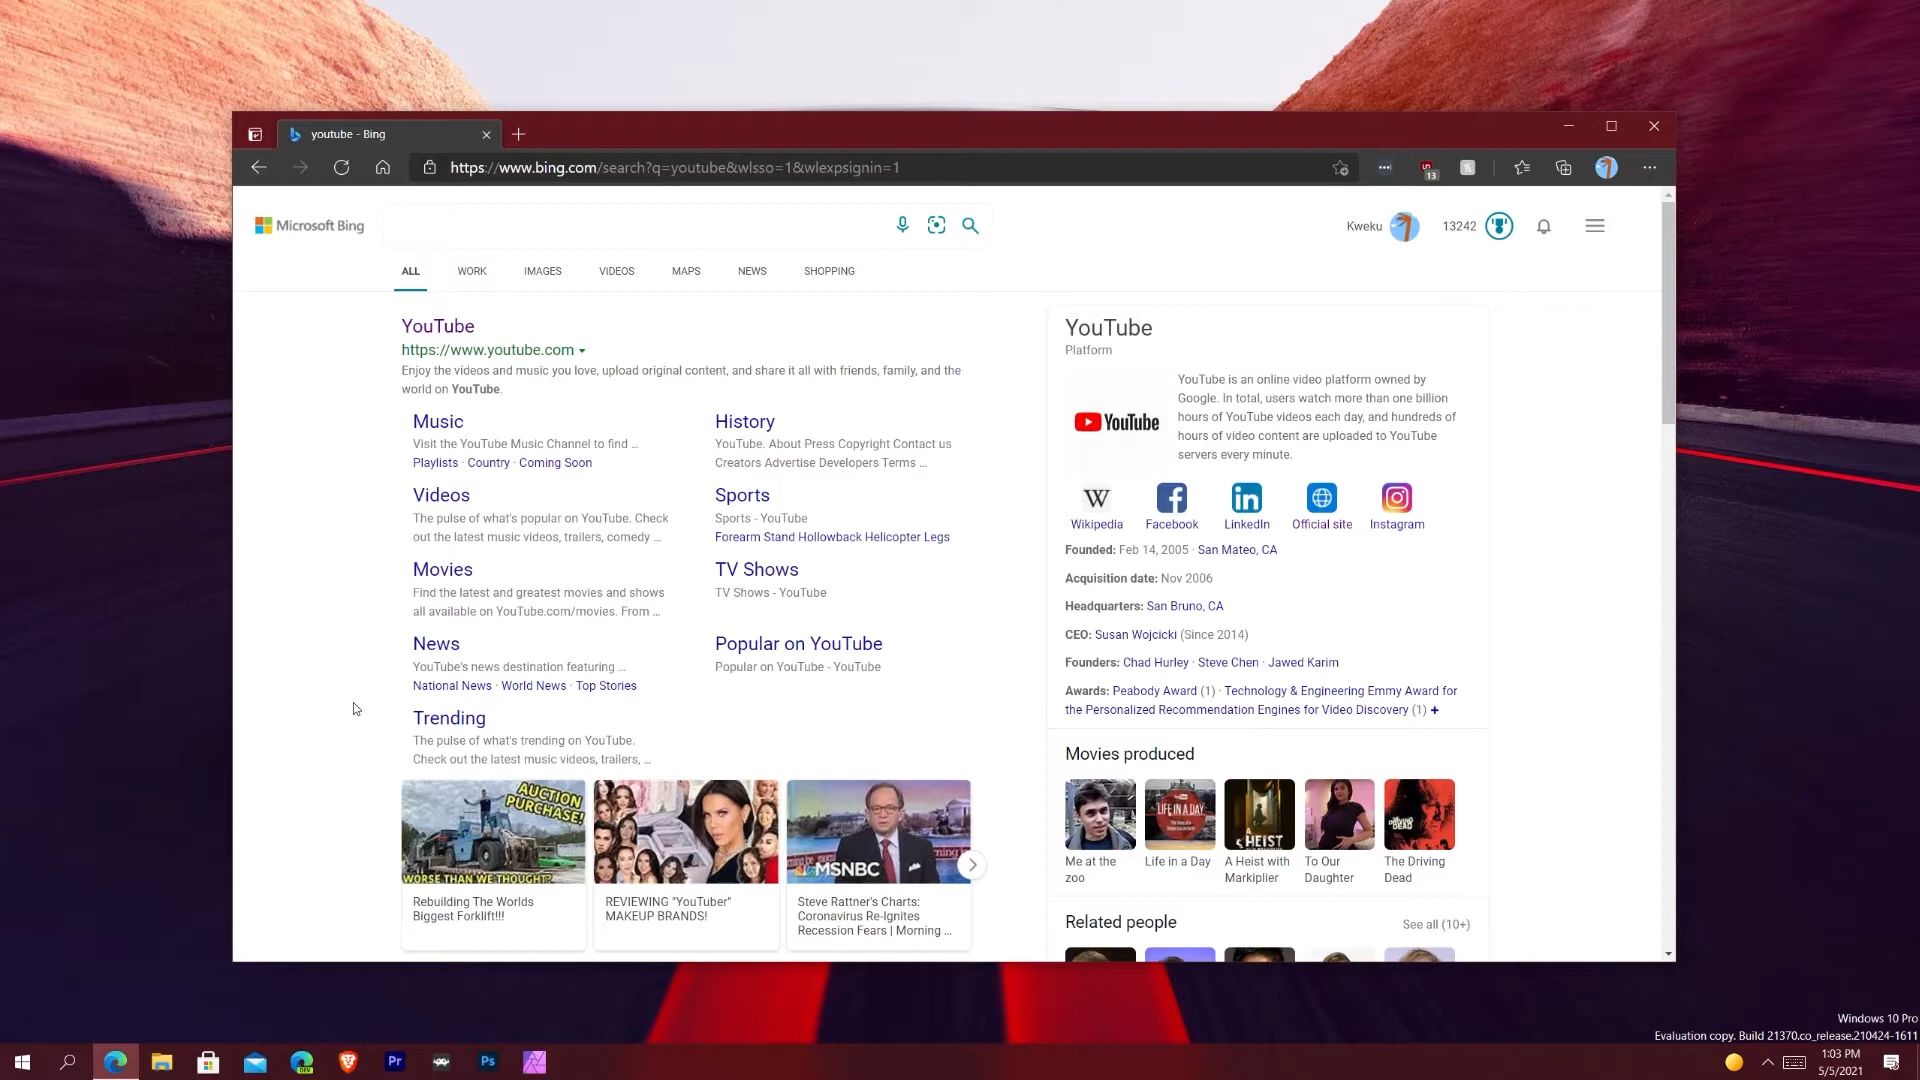 youtube - Bing
https://www.bing.com/search?q=youtube&wlsso=1&wlexpsignin=1
13
Microsoft Bing
Kweku
13242
ALL
WORK
IMAGES
VIDEOS
MAPS
NEWS
SHOPPING
YouTube
https://www.youtube.com
Enjoy the videos and music you love, upload original content, and share it all with friends, family, and the
world on YouTube.
Music
Visit the YouTube Music Channel to find ...
Playlists · Country · Coming Soon
History
YouTube. About Press Copyright Contact us
Creators Advertise Developers Terms ...
Videos
The pulse of what's popular on YouTube. Check
out the latest music videos, trailers, comedy ...
Sports
Sports - YouTube
Forearm Stand Hollowback Helicopter Legs
Movies
Find the latest and greatest movies and shows
all available on YouTube.com/movies. From ...
TV Shows
TV Shows - YouTube
News
YouTube's news destination featuring ...
National News · World News · Top Stories
Popular on YouTube
Popular on YouTube - YouTube
Trending
The pulse of what's trending on YouTube.
Check out the latest music videos, trailers, ...
AUCTION
PURCHASE!
WORSE THAN WE THOUGHT?
Rebuilding The Worlds
Biggest Forklift!!!
REVIEWING "YouTuber"
MAKEUP BRANDS!
MSNBC
Steve Rattner's Charts:
Coronavirus Re-Ignites
Recession Fears | Morning ...
YouTube
Platform
YouTube
YouTube is an online video platform owned by
Google. In total, users watch more than one billion
hours of YouTube videos each day, and hundreds of
hours of video content are uploaded to YouTube
servers every minute.
W
in
Wikipedia
Facebook
LinkedIn
Official site
Instagram
Founded: Feb 14, 2005 · San Mateo, CA
Acquisition date: Nov 2006
Headquarters: San Bruno, CA
CEO: Susan Wojcicki (Since 2014)
Founders: Chad Hurley · Steve Chen · Jawed Karim
Awards: Peabody Award (1) · Technology & Engineering Emmy Award for
the Personalized Recommendation Engines for Video Discovery (1) +
Movies produced
LIFE IN A DAY
A HEIST
DRIVING DEAD
Me at the
zoo
Life in a Day
A Heist with
Markiplier
To Our
Daughter
The Driving
Dead
Related people
See all (10+)
Windows 10 Pro
Evaluation copy. Build 21370.co_release.210424-1611
DEV
Pr
Ps
1:03 PM
5/5/2021